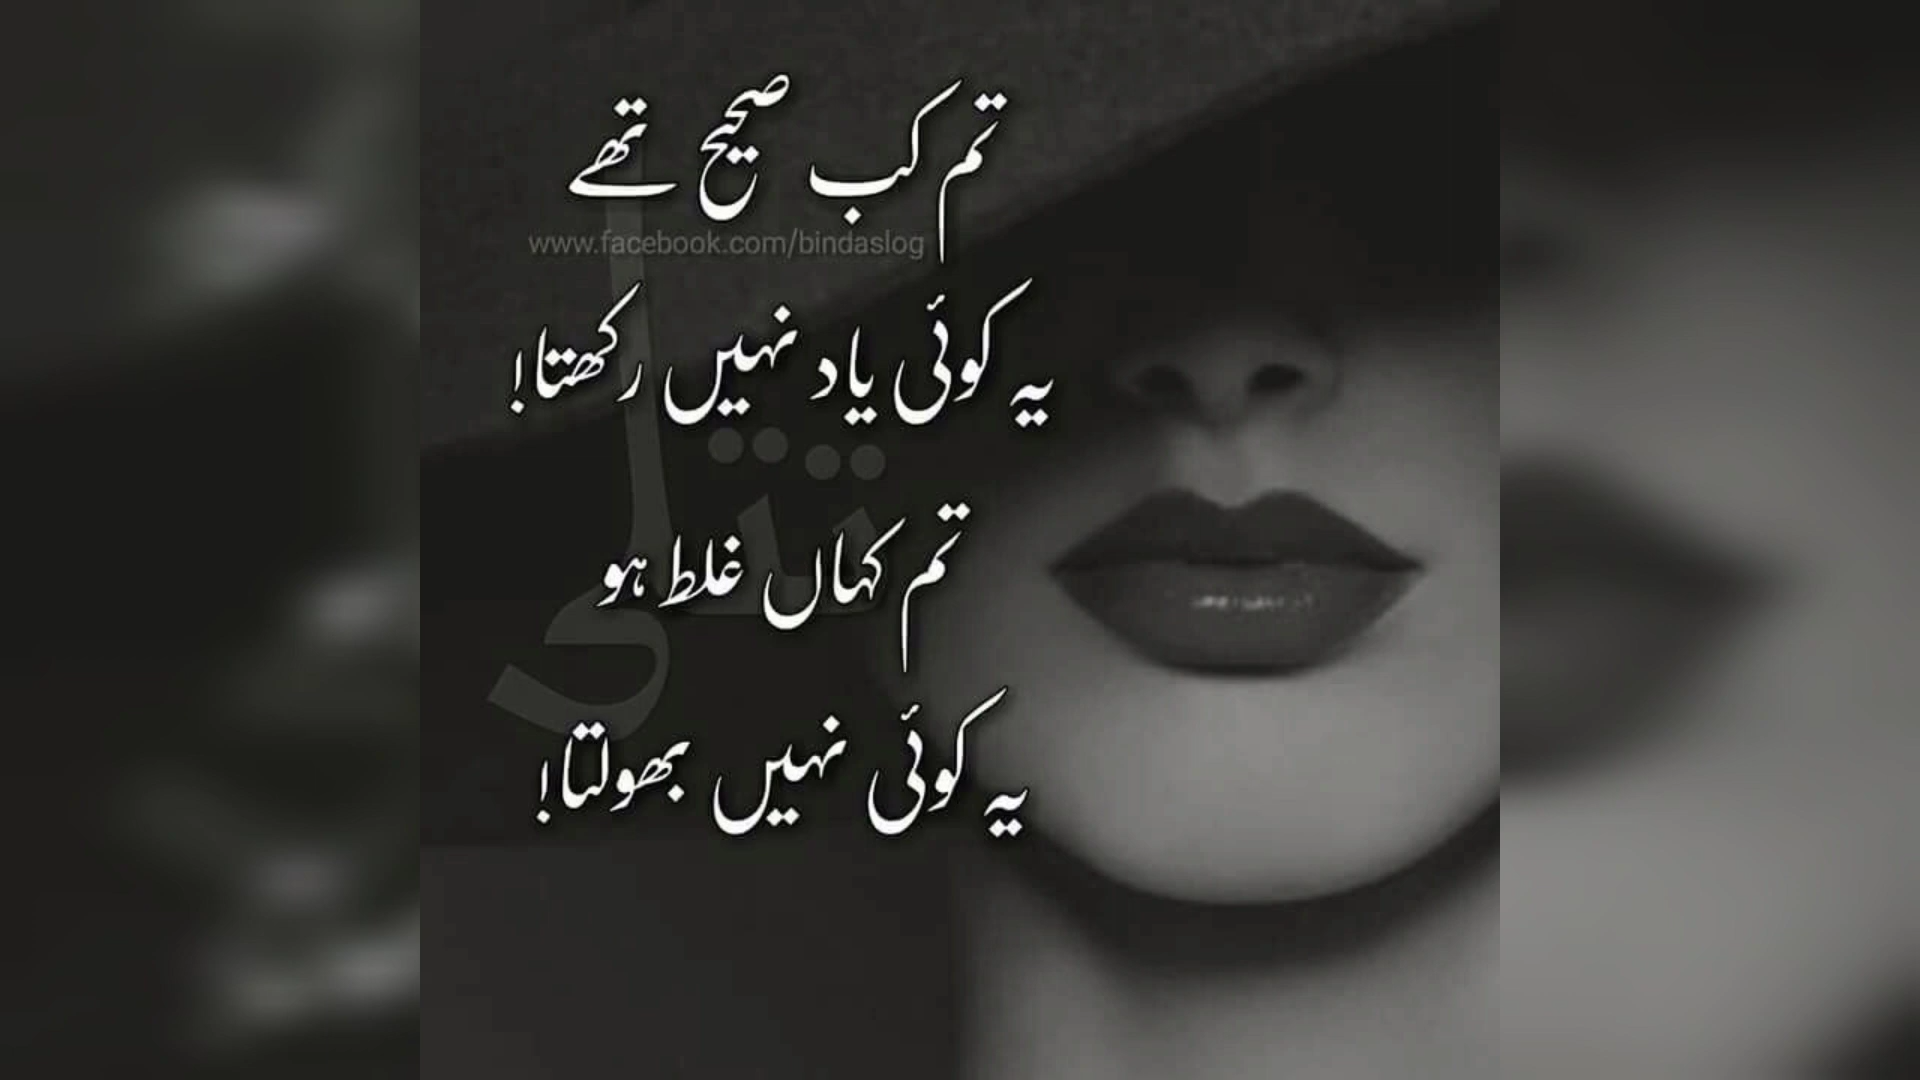 تم کب صحیح تھے
www.facebook.com/bindaslog
یہ کوئی یاد نہیں رکھتا!
تتلی
تم کہاں غلط ہو
یہ کوئی نہیں بھولتا!